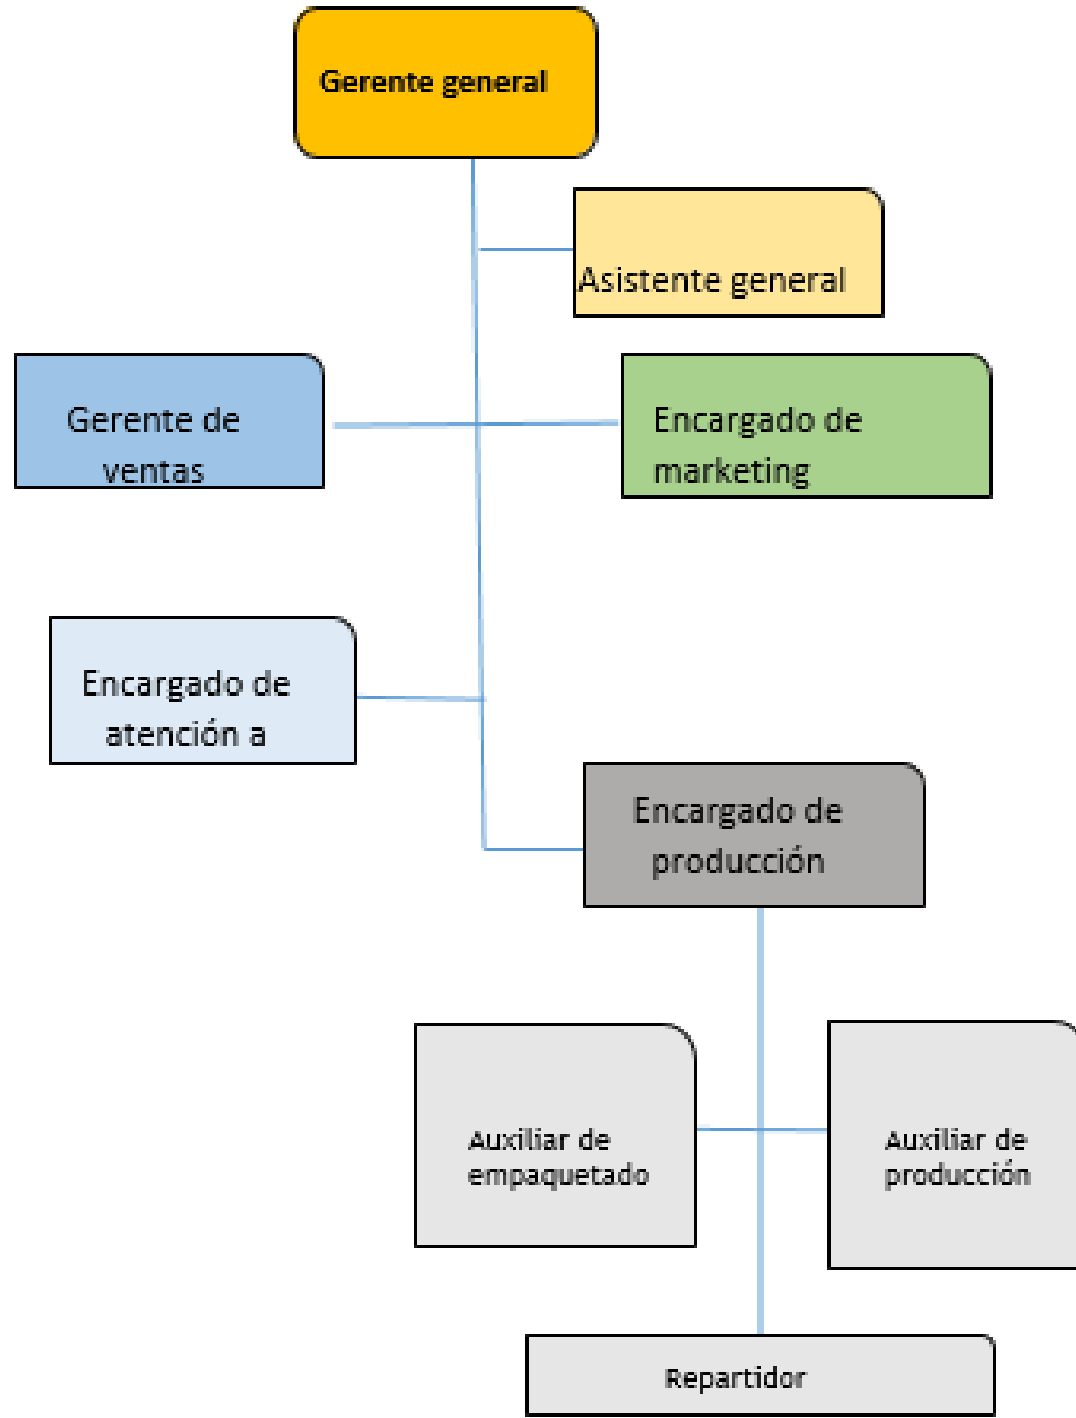 Gerente general
Asistente general
Gerente de
ventas
Encargado de
marketing
Encargado de
atención a
Encargado de
producción
Auxiliar de
empaquetado
Auxiliar de
producción
Repartidor